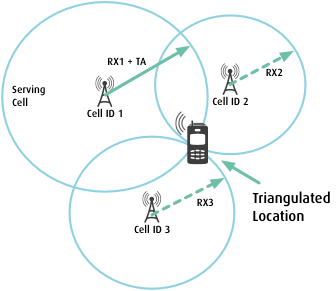 RX1 + TA
RX2
Serving
Cell
Cell ID 1
Cell ID 2
Triangulated
Location
RX3
Cell ID 3